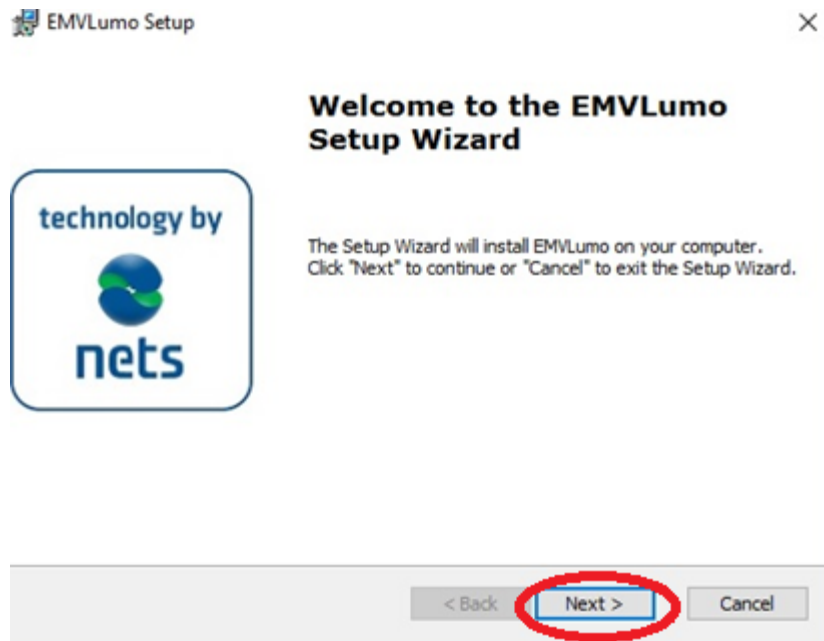 EMVLumo Setup
Welcome to the EMVLumo
Setup Wizard
technology by
nets
The Setup Wizard will install EMVLumo on your computer.
Click "Next" to continue or "Cancel" to exit the Setup Wizard.
< Back
Next >
Cancel